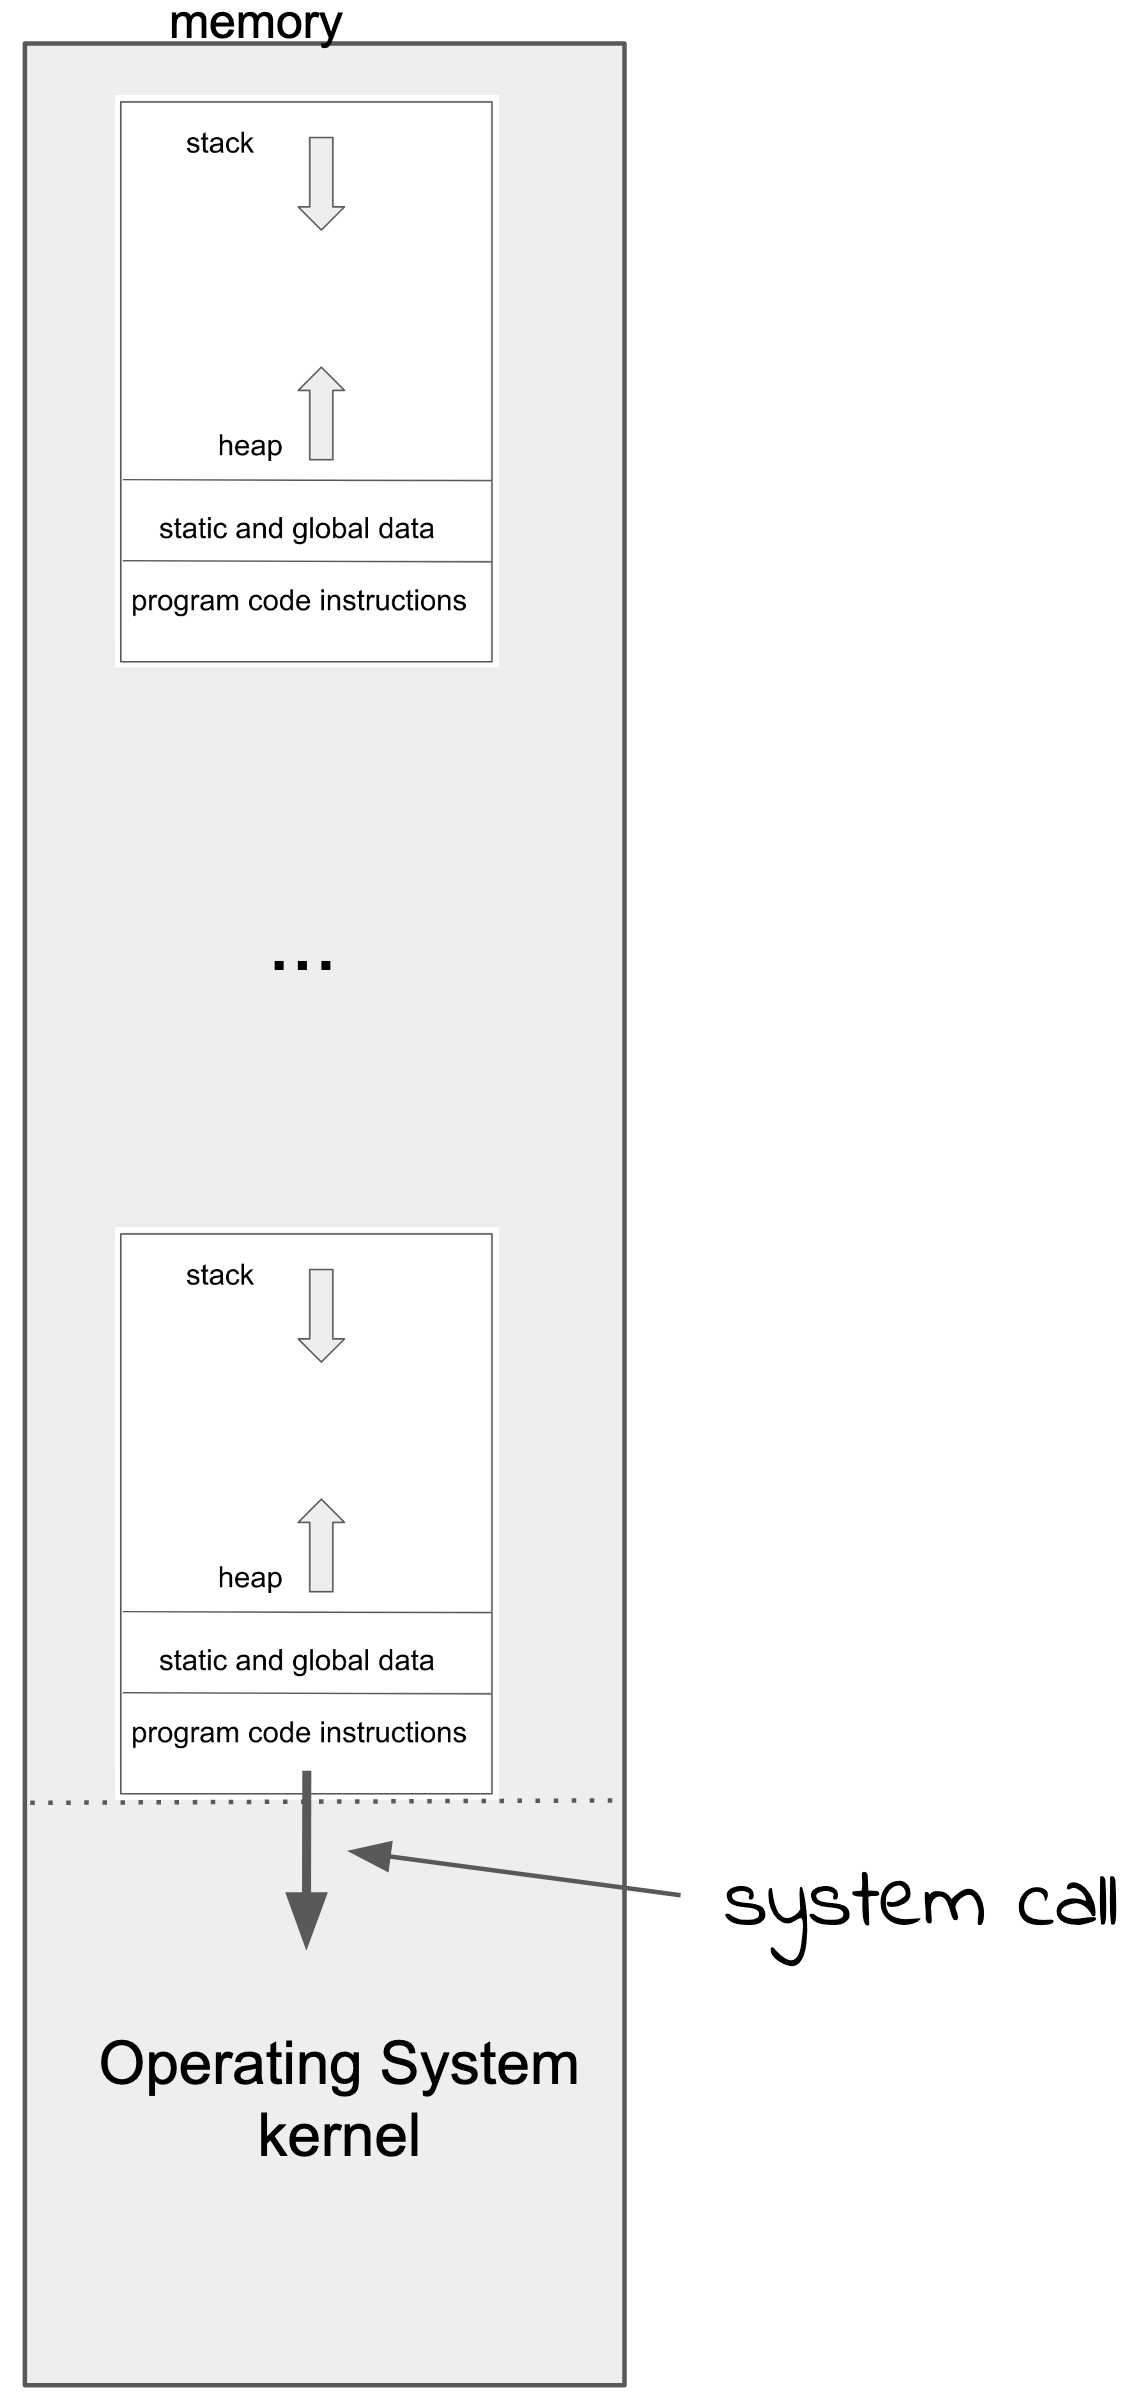 memory
stack
heap
static and global data
program code instructions
...
stack
heap
static and global data
program code instructions
system call
Operating System
kernel